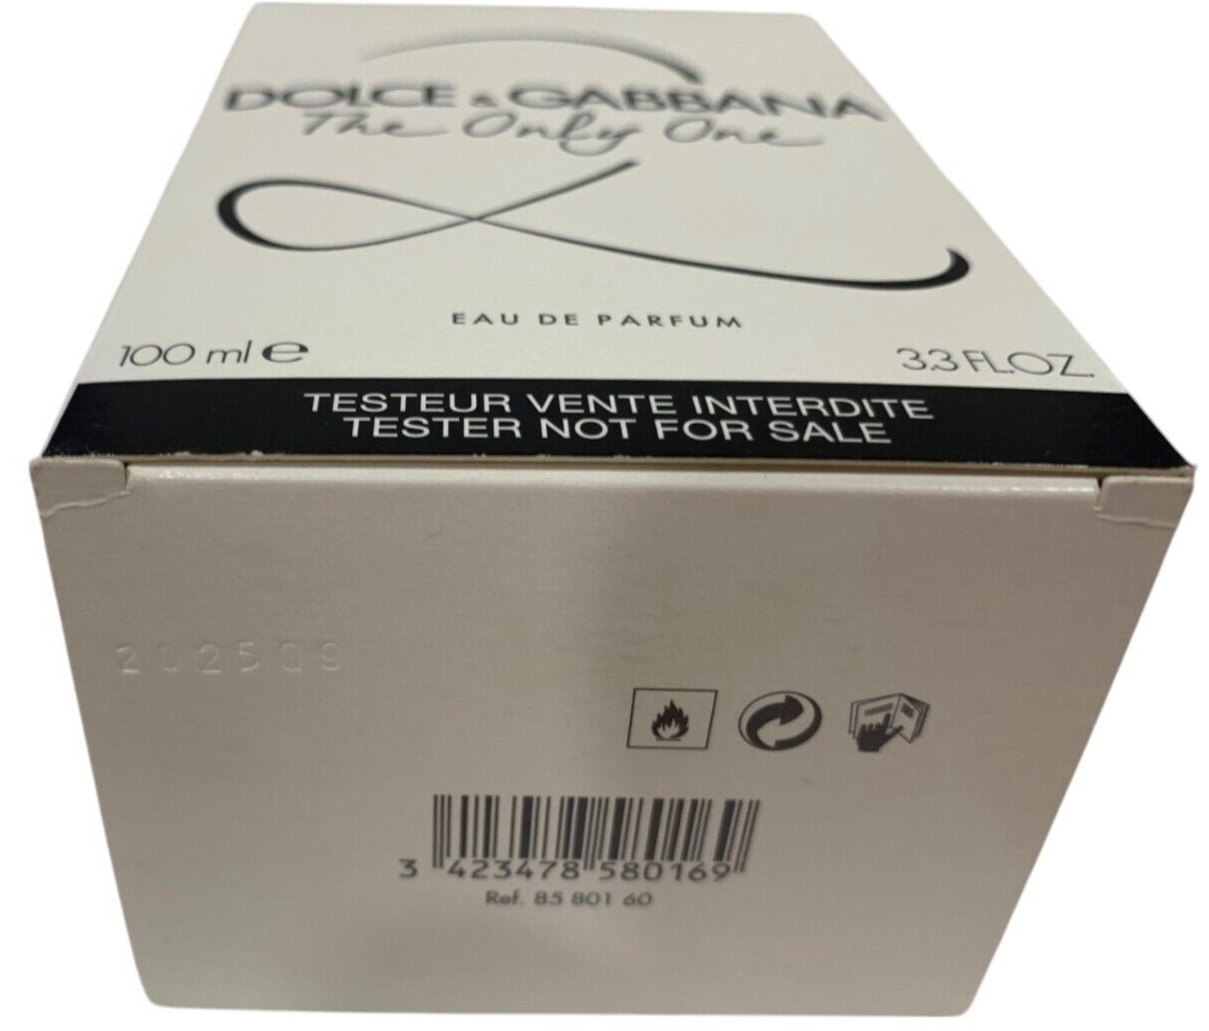 DOLCE & GABBANA
The Only One
EAU DE PARFUM
100 ml e
3.3 FL.OZ.
TESTEUR VENTE INTERDITE
TESTER NOT FOR SALE
202509
3 423478 580169
Ref. 85 801 60